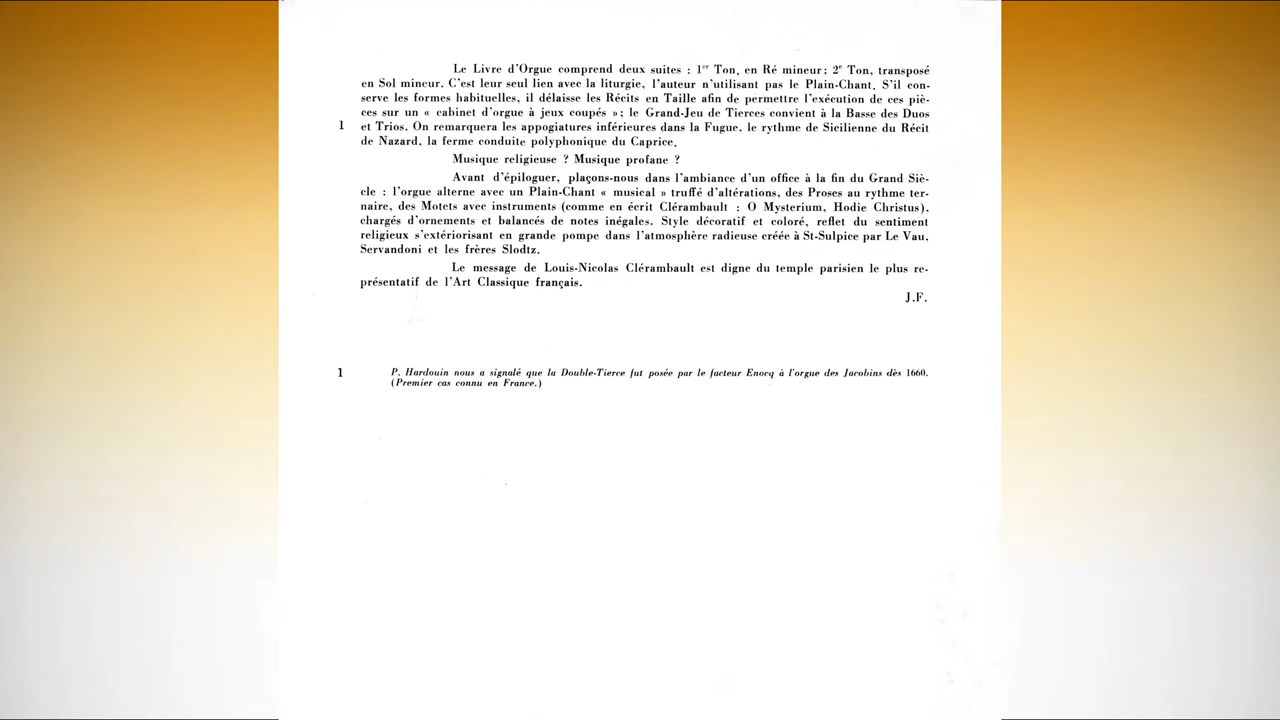 Le Livre d'Orgue comprend deux suites : 1er Ton, en Ré mineur; 2e Ton, transposé
en Sol mineur. C'est leur seul lien avec la liturgie, l'auteur n'utilisant pas le Plain-Chant. S'il con-
serve les formes habituelles, il délaisse les Récits en Taille afin de permettre l'exécution de ces piè-
ces sur un « cabinet d'orgue à jeux coupés »; le Grand-Jeu de Tierces convient à la Basse des Duos
1 et Trios. On remarquera les appogiatures inférieures dans la Fugue, le rythme de Sicilienne du Récit
de Nazard, la ferme conduite polyphonique du Caprice.
Musique religieuse ? Musique profane ?
Avant d'épiloguer, plaçons-nous dans l'ambiance d'un office à la fin du Grand Siè-
cle : l'orgue alterne avec un Plain-Chant « musical » truffé d'altérations, des Proses au rythme ter-
naire, des Motets avec instruments (comme en écrit Clérambault : O Mysterium, Hodie Christus),
chargés d'ornements et balancés de notes inégales. Style décoratif et coloré, reflet du sentiment
religieux s'extériorisant en grande pompe dans l'atmosphère radieuse créée à St-Sulpice par Le Vau,
Servandoni et les frères Slodtz.
Le message de Louis-Nicolas Clérambault est digne du temple parisien le plus re-
présentatif de l'Art Classique français.
J.F.
1 P. Hardouin nous a signalé que la Double-Tierce fut posée par le facteur Enocq à l'orgue des Jacobins dès 1660.
(Premier cas connu en France.)